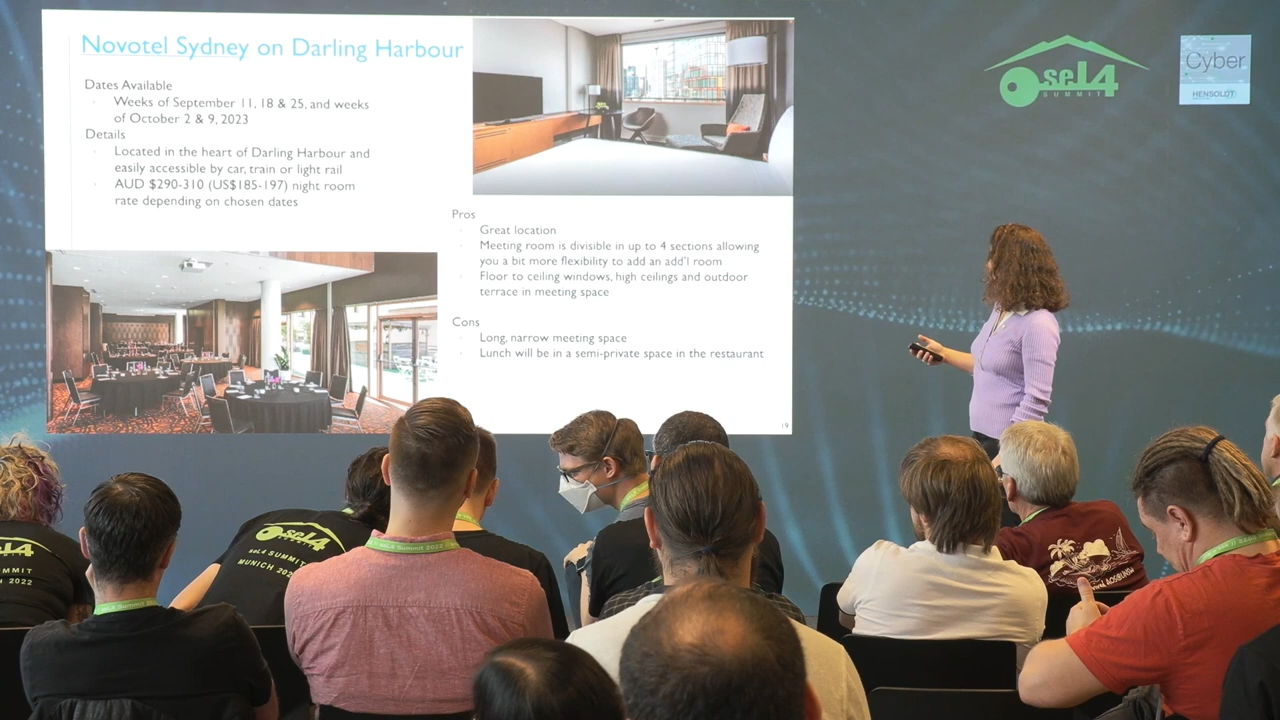 Novotel Sydney on Darling Harbour
Dates Available
Weeks of September 11, 18 & 25, and weeks
of October 2 & 9, 2023
Details
Located in the heart of Darling Harbour and
easily accessible by car, train or light rail
AUD $290-310 (US$185-197) night room
rate depending on chosen dates
Pros
Great location
Meeting room is divisible in up to 4 sections allowing
you a bit more flexibility to add an add'l room
Floor to ceiling windows, high ceilings and outdoor
terrace in meeting space
Cons
Long, narrow meeting space
Lunch will be in a semi-private space in the restaurant
19
seL4
SUMMIT
Cyber
HENSOLDT
seL4
SUMMIT
MUNICH 2022
seL4 Summit 2022